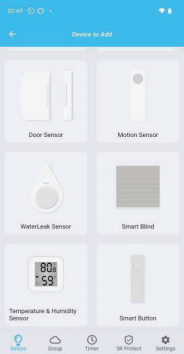 10:49
Device to Add
Door Sensor
Motion Sensor
WaterLeak Sensor
Smart Blind
Temperature & Humidity
Sensor
Smart Button
Device
Group
Timer
SR Protect
Settings